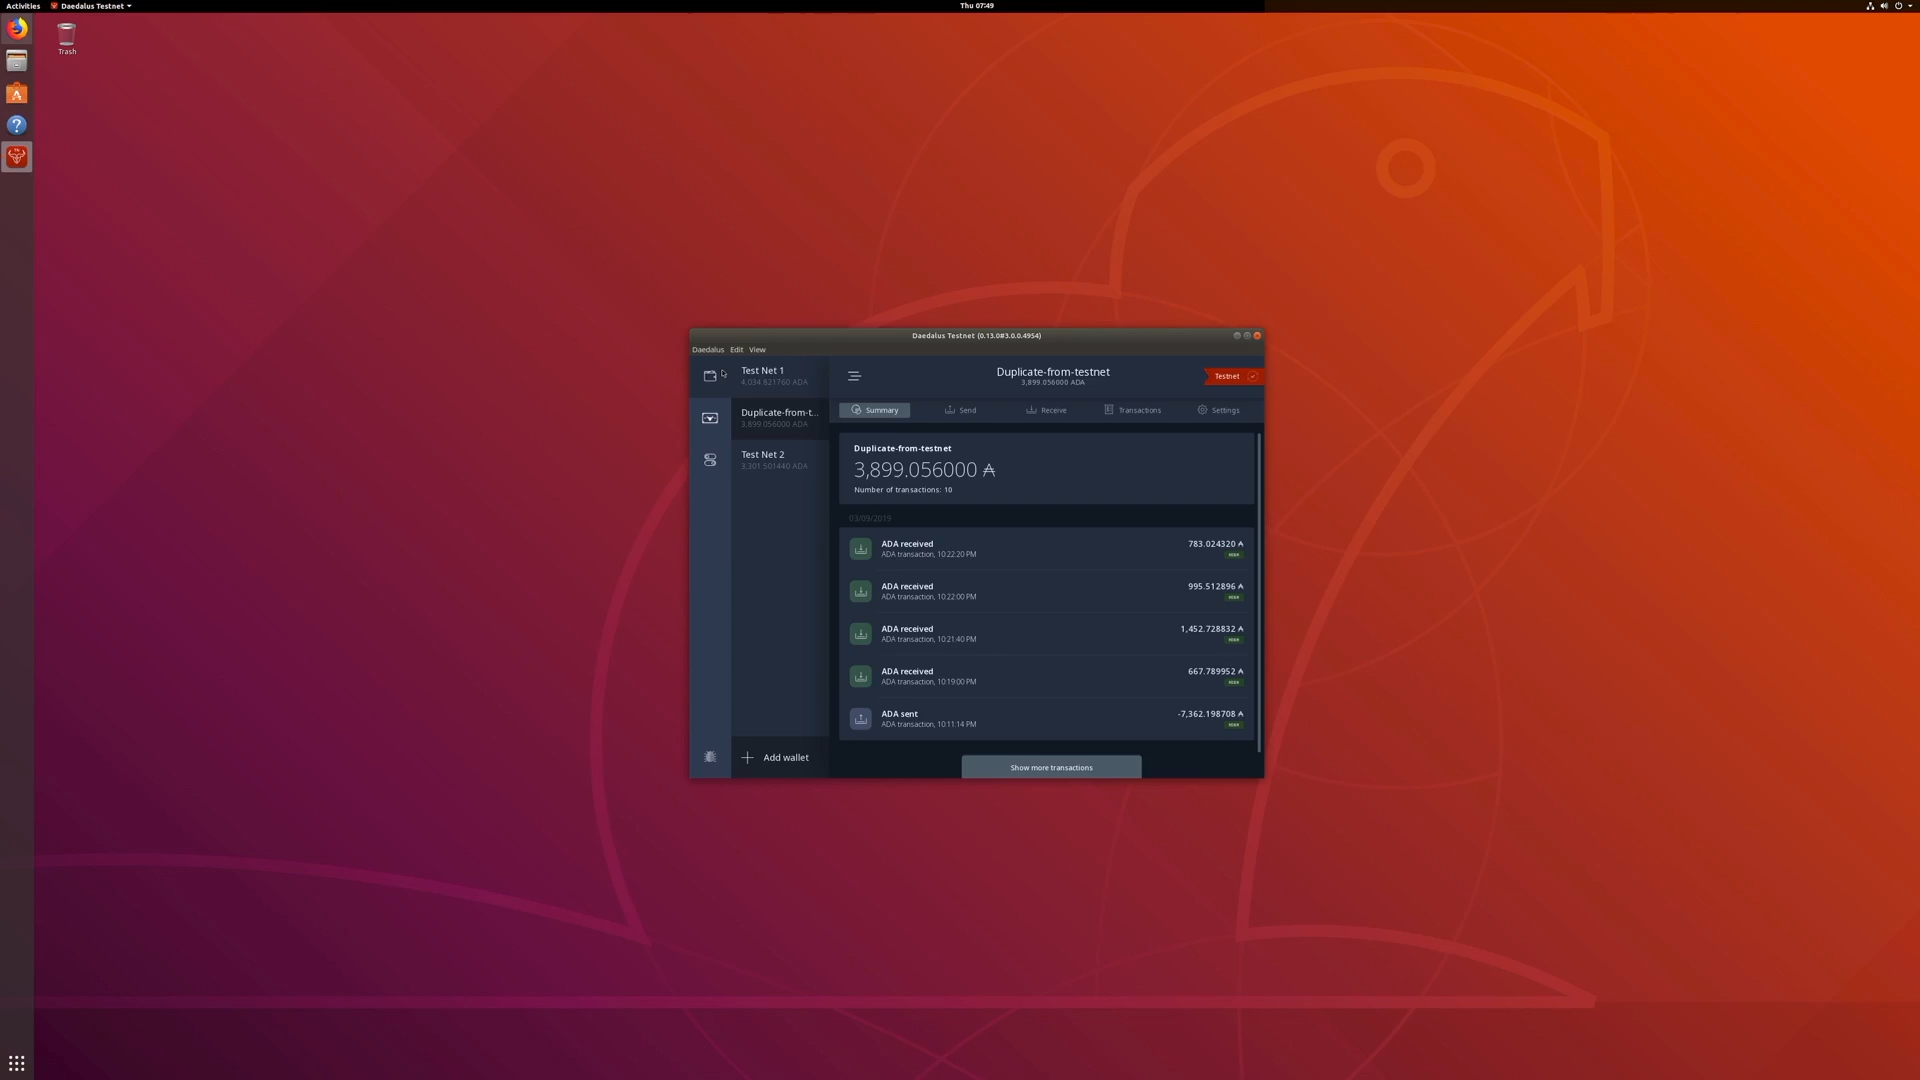 Activities
Daedalus Testnet
Thu 07:49
Trash
Daedalus Testnet (0.13.0#3.0.0.4954)
Daedalus Edit View
Test Net 1
4,034.821760 ADA
Duplicate-from-t...
3,899.056000 ADA
Test Net 2
3,301.501440 ADA
Add wallet
Duplicate-from-testnet
3,899.056000 ADA
Testnet
Summary
Send
Receive
Transactions
Settings
Duplicate-from-testnet
3,899.056000 ₳
Number of transactions: 10
03/09/2019
ADA received
783.024320 ₳
ADA transaction, 10:22:20 PM
HIGH
ADA received
995.512896 ₳
ADA transaction, 10:22:00 PM
HIGH
ADA received
1,452.728832 ₳
ADA transaction, 10:21:40 PM
HIGH
ADA received
667.789952 ₳
ADA transaction, 10:19:00 PM
HIGH
ADA sent
-7,362.198708 ₳
ADA transaction, 10:11:14 PM
HIGH
Show more transactions